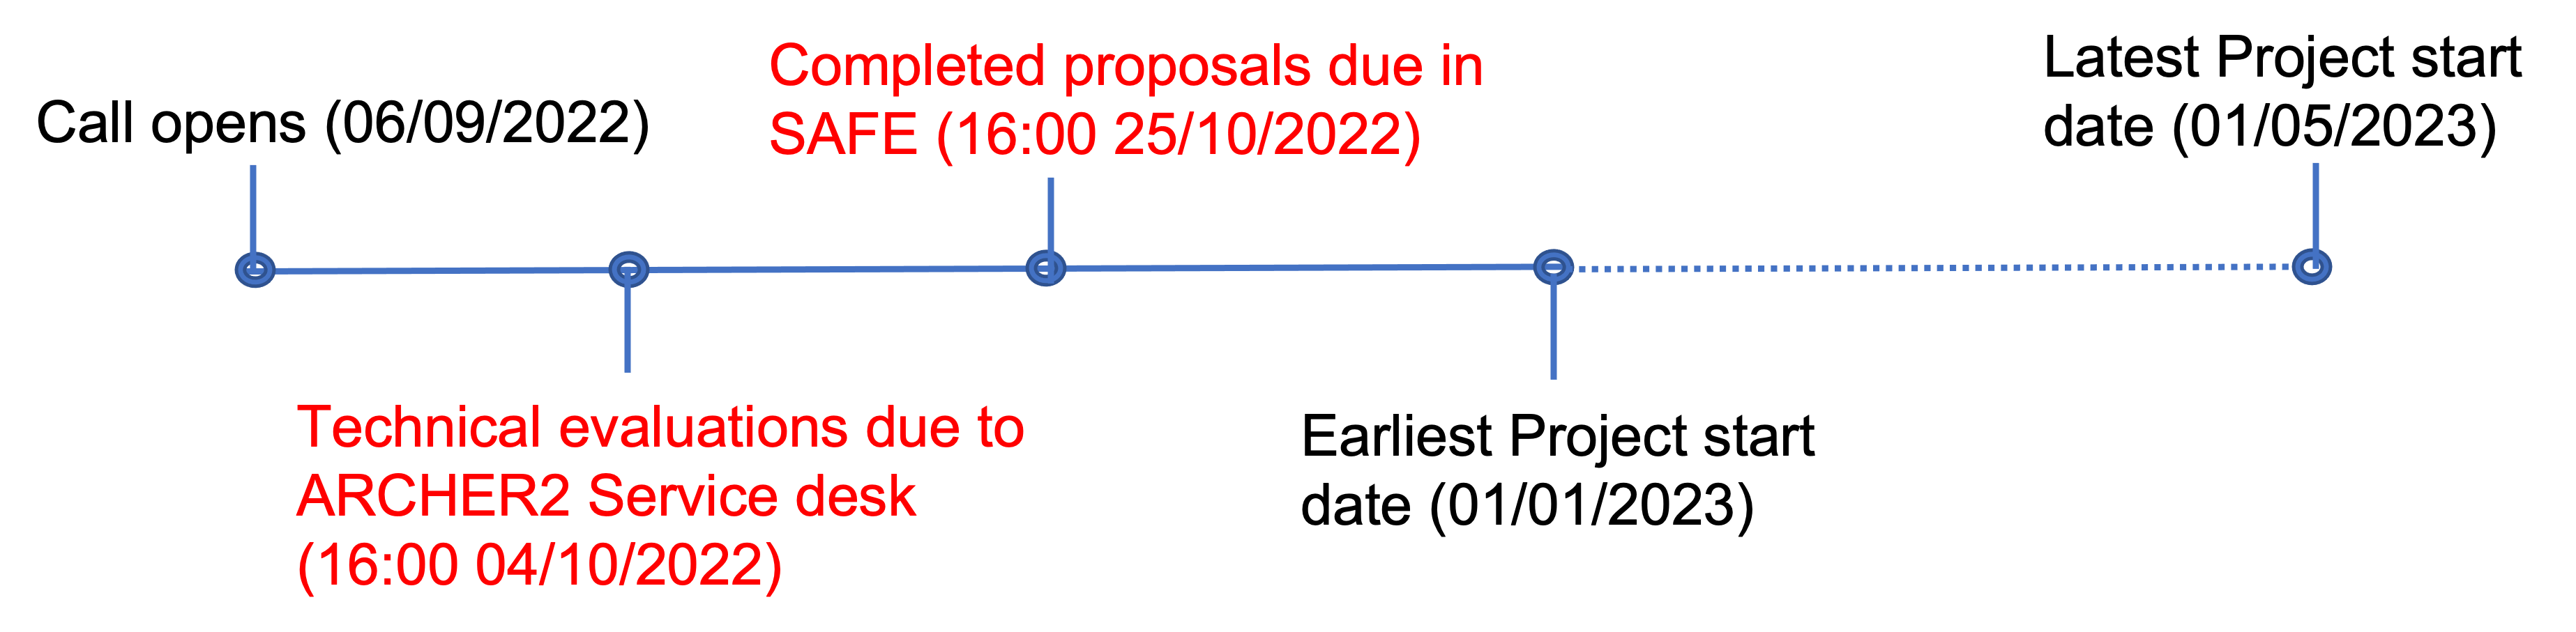 Call opens (06/09/2022)
Technical evaluations due to
ARCHER2 Service desk
(16:00 04/10/2022)
Completed proposals due in
SAFE (16:00 25/10/2022)
Earliest Project start
date (01/01/2023)
Latest Project start
date (01/05/2023)